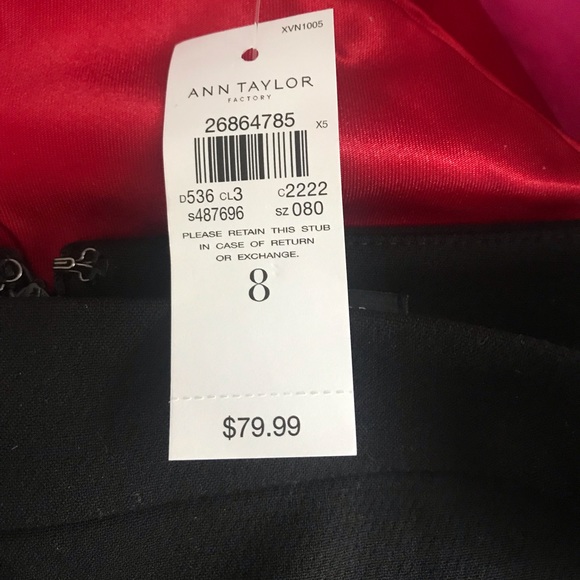 XVN1005
ANN TAYLOR
FACTORY
26864785 X5
D536 CL3 C2222
S487696 SZ 080
PLEASE RETAIN THIS STUB
IN CASE OF RETURN
OR EXCHANGE.
8
$79.99